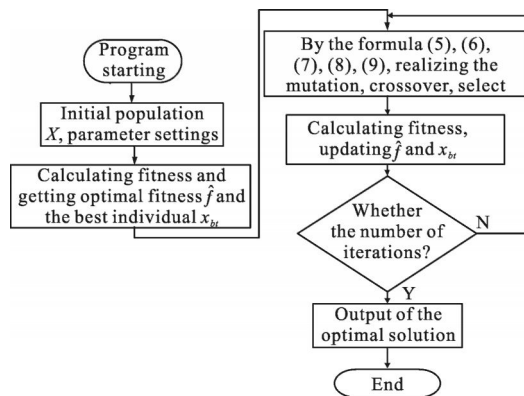 Program
starting
Initial population
X, parameter settings
Calculating fitness and
getting optimal fitness f̂ and
the best individual x_bt
By the formula (5), (6),
(7), (8), (9), realizing the
mutation, crossover, select
Calculating fitness,
updating f̂ and x_bt
Whether
the number of
iterations?
N
Y
Output of the
optimal solution
End